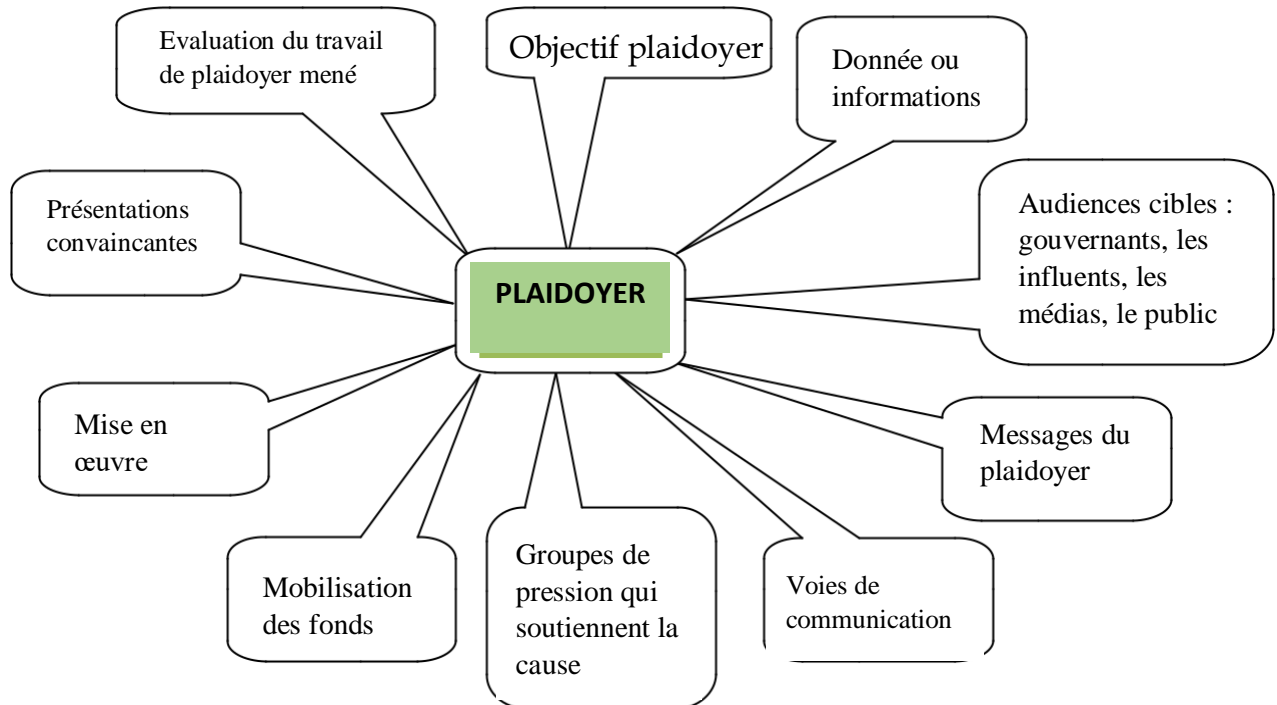 Evaluation du travail
de plaidoyer mené
Objectif plaidoyer
Donnée ou
informations
Présentations
convaincantes
Audiences cibles :
gouvernants, les
influents, les
médias, le public
PLAIDOYER
Mise en
œuvre
Messages du
plaidoyer
Mobilisation
des fonds
Groupes de
pression qui
soutiennent la
cause
Voies de
communication